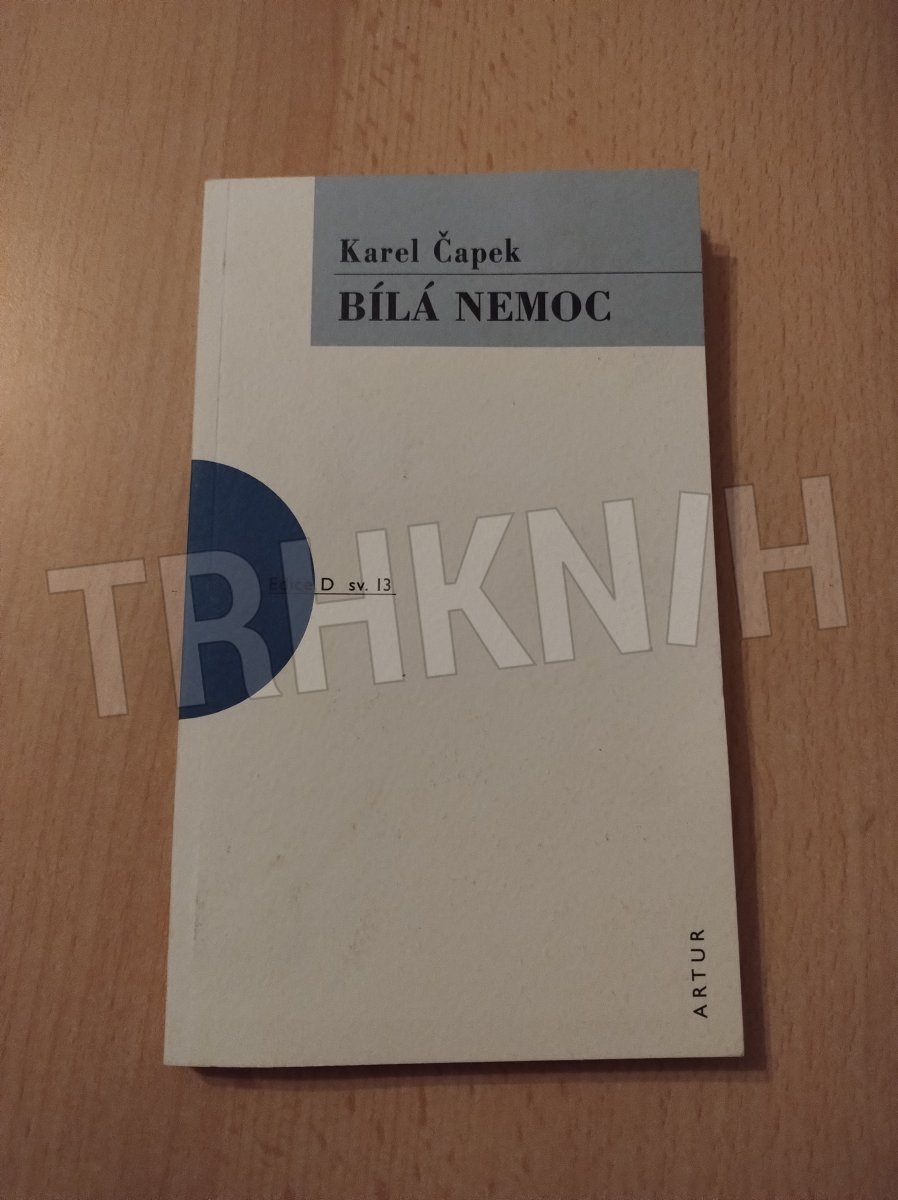 Karel Čapek
BÍLÁ NEMOC
Edice D sv. 13
TRHKNIH
ARTUR